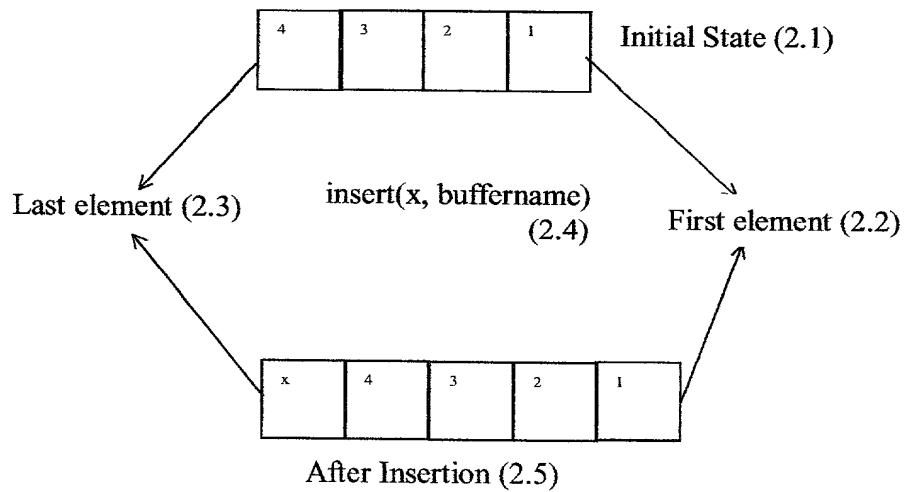 4 3 2 1
Initial State (2.1)
Last element (2.3)
insert(x, buffername)
(2.4)
First element (2.2)
x 4 3 2 1
After Insertion (2.5)